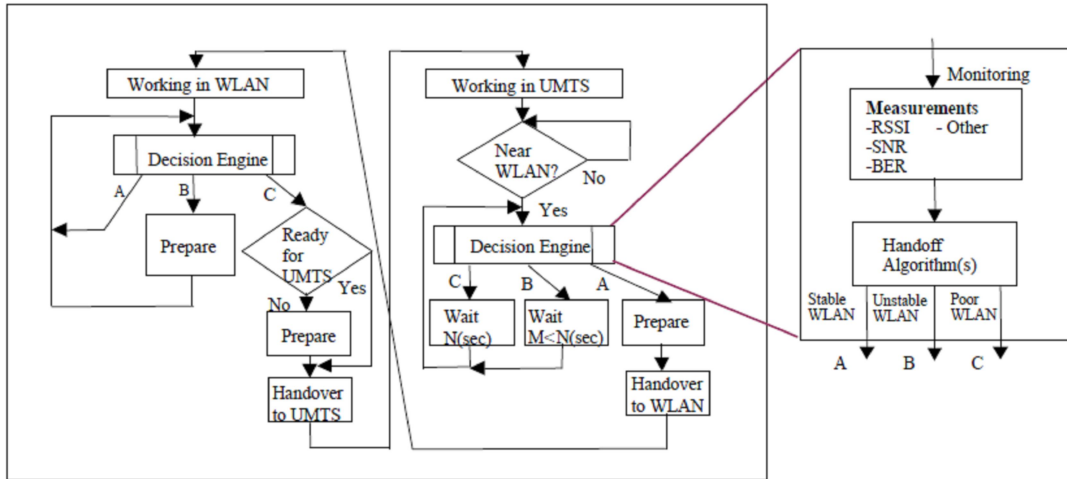 Working in WLAN
Decision Engine
A
B
C
Prepare
Ready
for
UMTS
Yes
No
Prepare
Handover
to UMTS
Working in UMTS
Near
WLAN?
No
Yes
Decision Engine
C
B
A
Wait
N(sec)
Wait
M<N(sec)
Prepare
Handover
to WLAN
Monitoring
Measurements
-RSSI - Other
-SNR
-BER
Handoff
Algorithm(s)
Stable
WLAN
Unstable
WLAN
Poor
WLAN
A
B
C